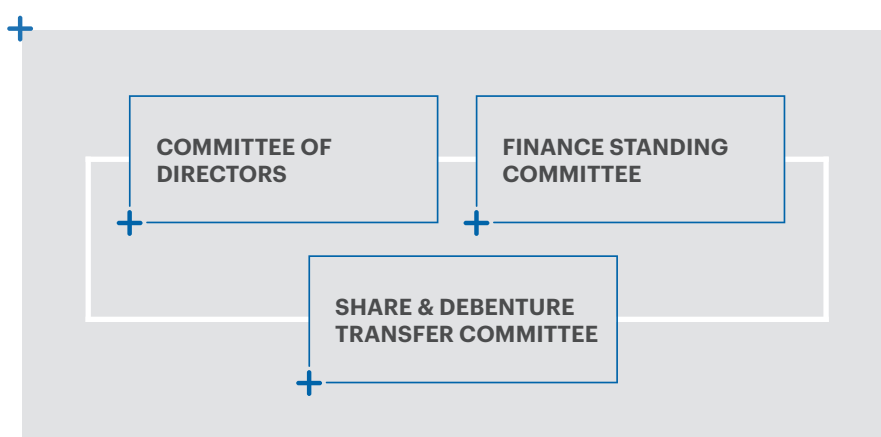 COMMITTEE OF
DIRECTORS
FINANCE STANDING
COMMITTEE
SHARE & DEBENTURE
TRANSFER COMMITTEE